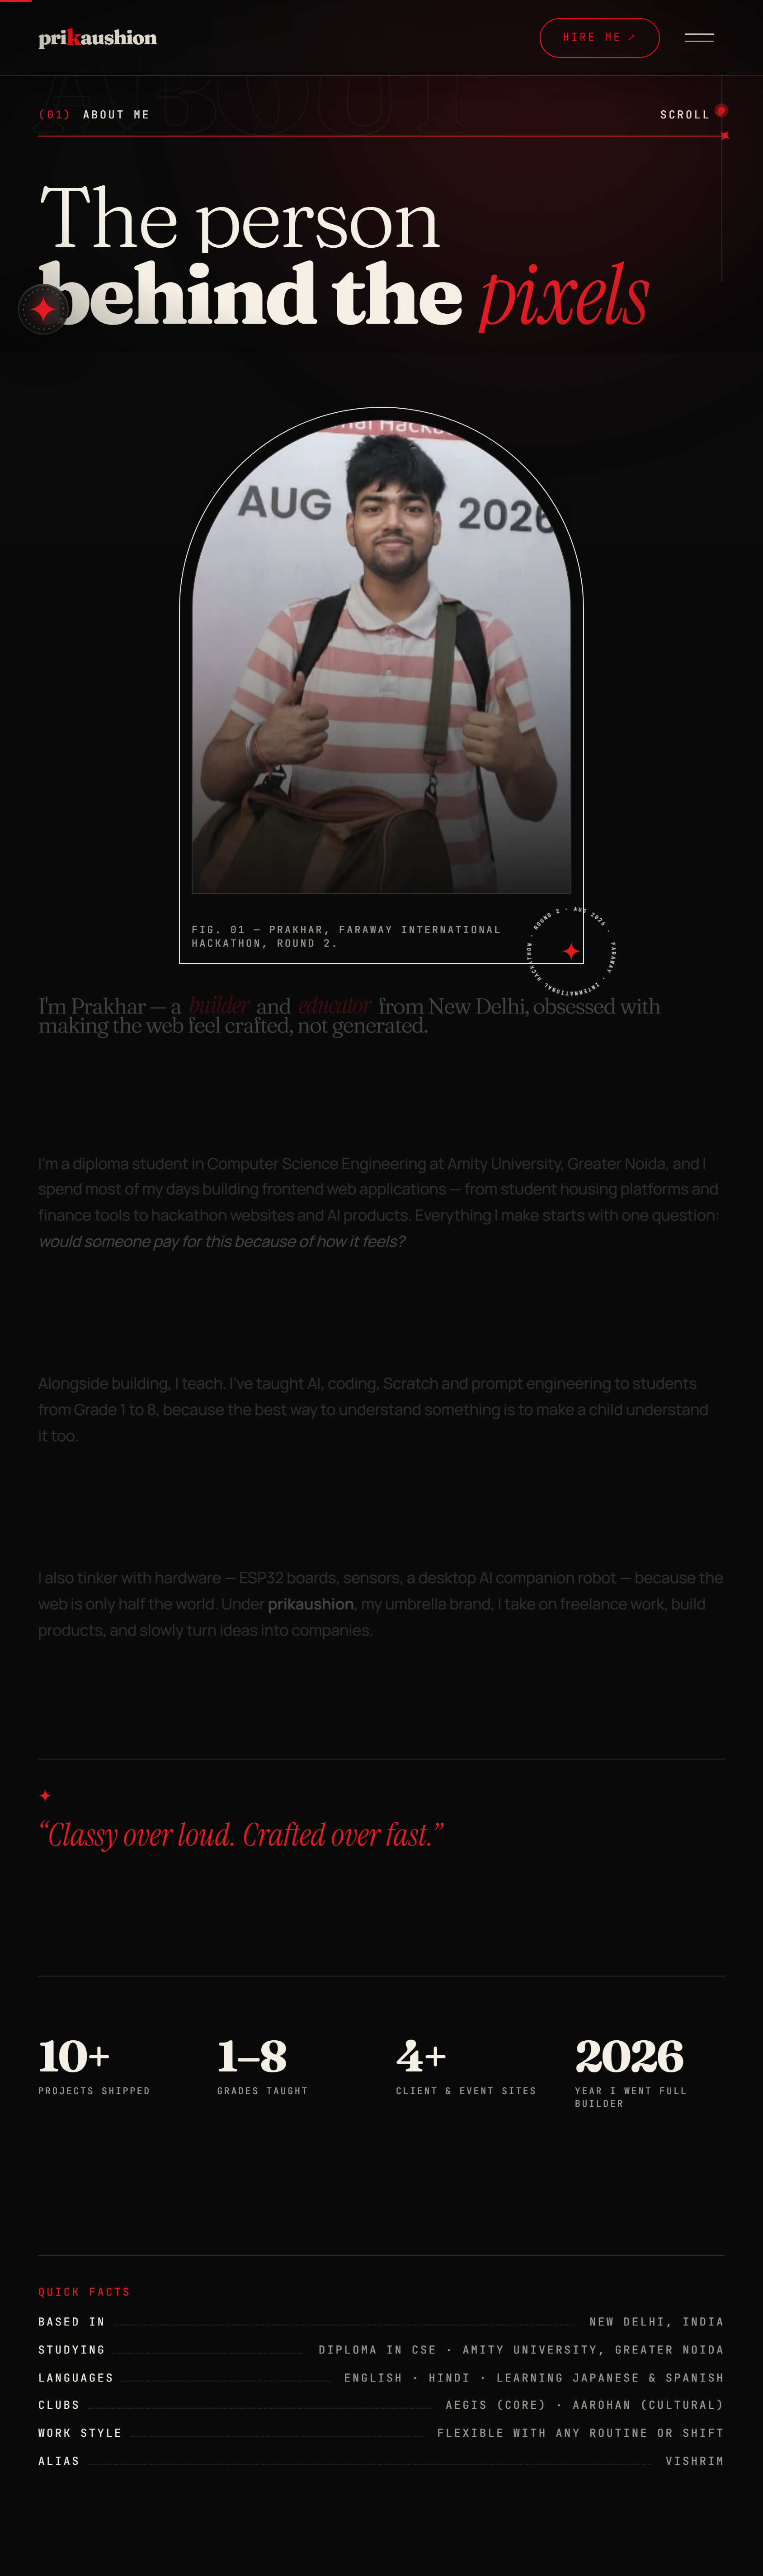 prikaushion
HIRE ME ↗
ABOUT
(01) ABOUT ME
SCROLL
The person
behind the pixels
AUG 2026
FIG. 01 — PRAKHAR, FARAWAY INTERNATIONAL
HACKATHON, ROUND 2.
FARAWAY · INTERNATIONAL HACKATHON · ROUND 2 · AUG 2026 ·
I'm Prakhar — a builder and educator from New Delhi, obsessed with
making the web feel crafted, not generated.
I'm a diploma student in Computer Science Engineering at Amity University, Greater Noida, and I
spend most of my days building frontend web applications — from student housing platforms and
finance tools to hackathon websites and AI products. Everything I make starts with one question:
would someone pay for this because of how it feels?
Alongside building, I teach. I've taught AI, coding, Scratch and prompt engineering to students
from Grade 1 to 8, because the best way to understand something is to make a child understand
it too.
I also tinker with hardware — ESP32 boards, sensors, a desktop AI companion robot — because the
web is only half the world. Under prikaushion, my umbrella brand, I take on freelance work, build
products, and slowly turn ideas into companies.
“Classy over loud. Crafted over fast.”
10+
PROJECTS SHIPPED
1–8
GRADES TAUGHT
4+
CLIENT & EVENT SITES
2026
YEAR I WENT FULL
BUILDER
QUICK FACTS
BASED IN NEW DELHI, INDIA
STUDYING DIPLOMA IN CSE · AMITY UNIVERSITY, GREATER NOIDA
LANGUAGES ENGLISH · HINDI · LEARNING JAPANESE & SPANISH
CLUBS AEGIS (CORE) · AAROHAN (CULTURAL)
WORK STYLE FLEXIBLE WITH ANY ROUTINE OR SHIFT
ALIAS VISHRIM